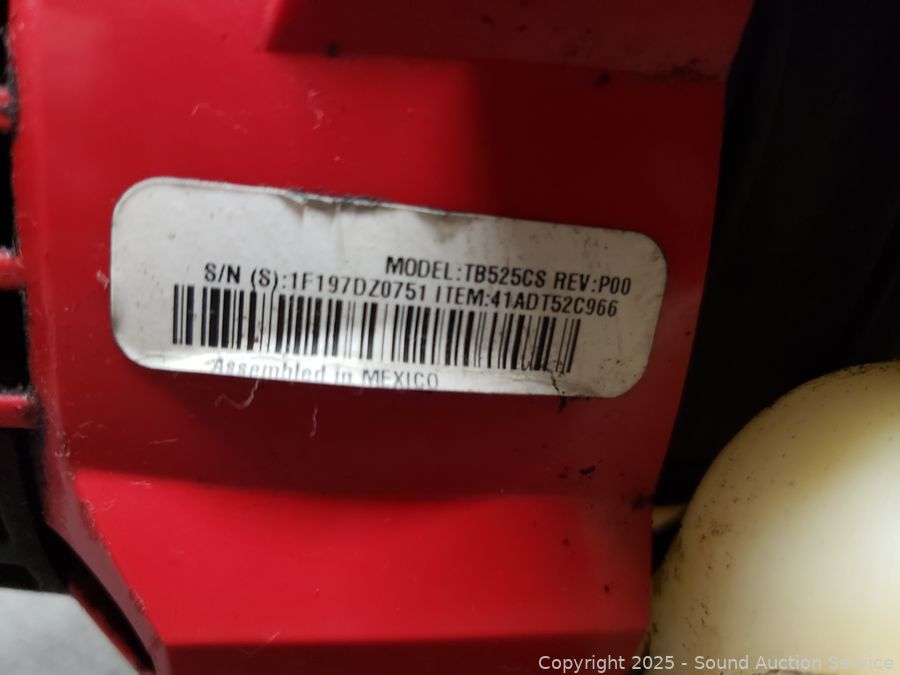 MODEL:TB525CS REV:P00
S/N (S):1F197DZ0751 ITEM:41ADT52C966
Assembled in MEXICO
Copyright 2025 - Sound Auction Service